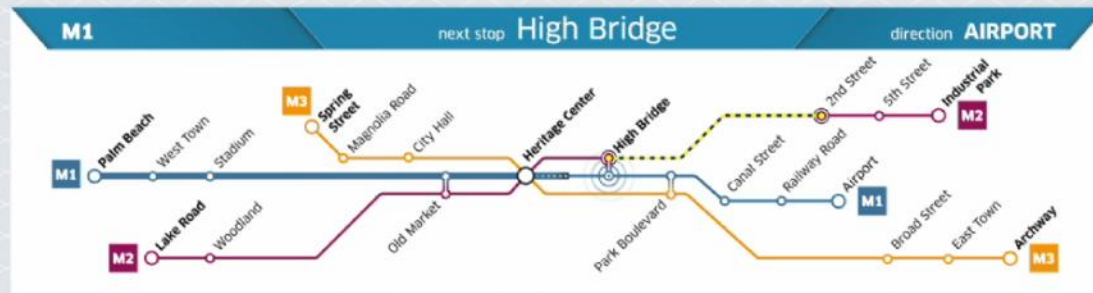 M1
next stop High Bridge
direction AIRPORT
M3
Spring
Street
Magnolia Road
City Hall
Heritage Center
High Bridge
2nd Street
5th Street
Industrial
Park
M2
Palm Beach
West Town
Stadium
M1
Old Market
Park Boulevard
Canal Street
Railway Road
Airport
M1
Lake Road
Woodland
M2
Broad Street
East Town
Archway
M3